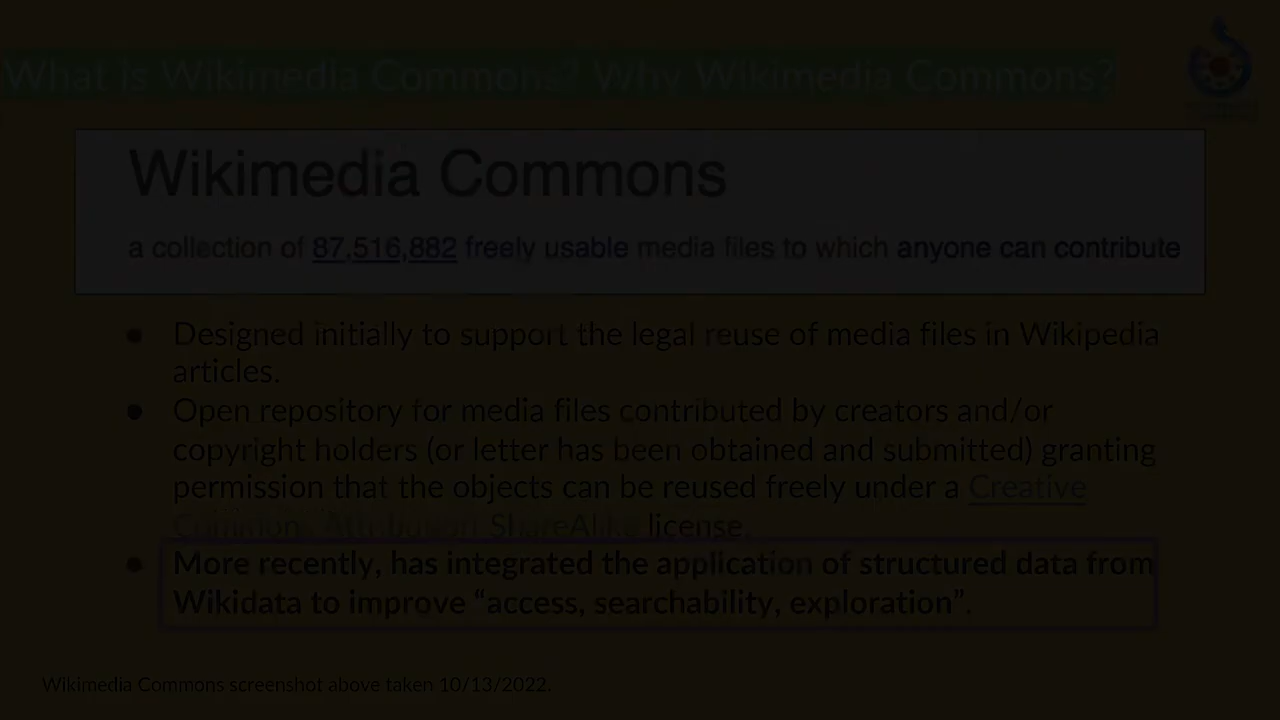 What is Wikimedia Commons? Why Wikimedia Commons?
Wikimedia Commons
a collection of 87,516,882 freely usable media files to which anyone can contribute
● Designed initially to support the legal reuse of media files in Wikipedia
articles.
● Open repository for media files contributed by creators and/or
copyright holders (or letter has been obtained and submitted) granting
permission that the objects can be reused freely under a Creative
Commons Attribution ShareAlike license.
● More recently, has integrated the application of structured data from
Wikidata to improve “access, searchability, exploration”.
Wikimedia Commons screenshot above taken 10/13/2022.